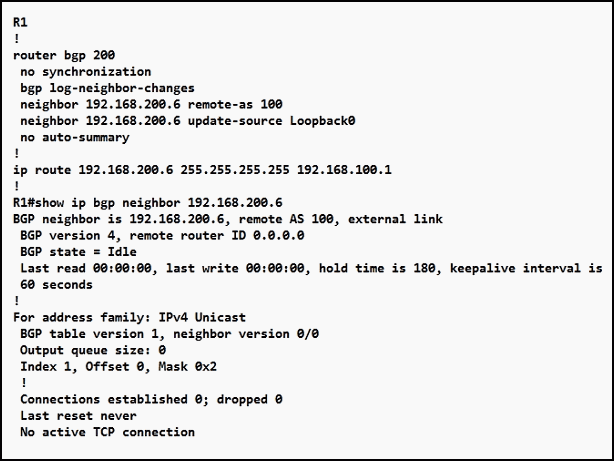 R1
!
router bgp 200
no synchronization
bgp log-neighbor-changes
neighbor 192.168.200.6 remote-as 100
neighbor 192.168.200.6 update-source Loopback0
no auto-summary
!
ip route 192.168.200.6 255.255.255.255 192.168.100.1
!
R1#show ip bgp neighbor 192.168.200.6
BGP neighbor is 192.168.200.6, remote AS 100, external link
BGP version 4, remote router ID 0.0.0.0
BGP state = Idle
Last read 00:00:00, last write 00:00:00, hold time is 180, keepalive interval is
60 seconds
!
For address family: IPv4 Unicast
BGP table version 1, neighbor version 0/0
Output queue size: 0
Index 1, Offset 0, Mask 0x2
!
Connections established 0; dropped 0
Last reset never
No active TCP connection